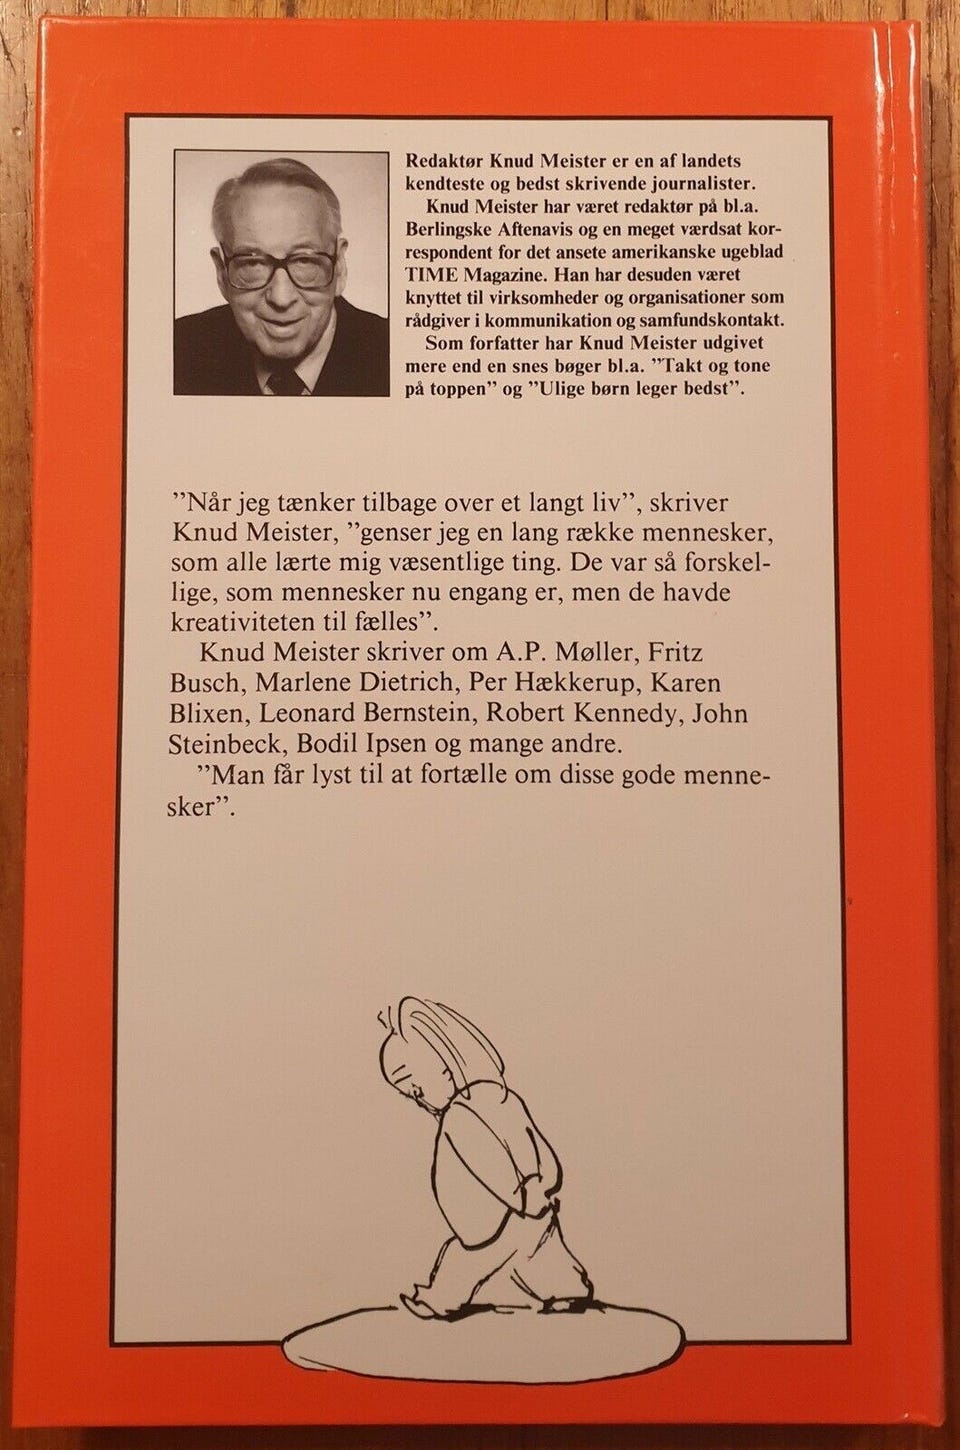 Redaktør Knud Meister er en af landets
kendteste og bedst skrivende journalister.
Knud Meister har været redaktør på bl.a.
Berlingske Aftenavis og en meget værdsat kor-
respondent for det ansete amerikanske ugeblad
TIME Magazine. Han har desuden været
knyttet til virksomheder og organisationer som
rådgiver i kommunikation og samfundskontakt.
Som forfatter har Knud Meister udgivet
mere end en snes bøger bl.a. ”Takt og tone
på toppen” og ”Ulige børn leger bedst”.
”Når jeg tænker tilbage over et langt liv”, skriver
Knud Meister, ”genser jeg en lang række mennesker,
som alle lærte mig væsentlige ting. De var så forskel-
lige, som mennesker nu engang er, men de havde
kreativiteten til fælles”.
Knud Meister skriver om A.P. Møller, Fritz
Busch, Marlene Dietrich, Per Hækkerup, Karen
Blixen, Leonard Bernstein, Robert Kennedy, John
Steinbeck, Bodil Ipsen og mange andre.
”Man får lyst til at fortælle om disse gode menne-
sker”.